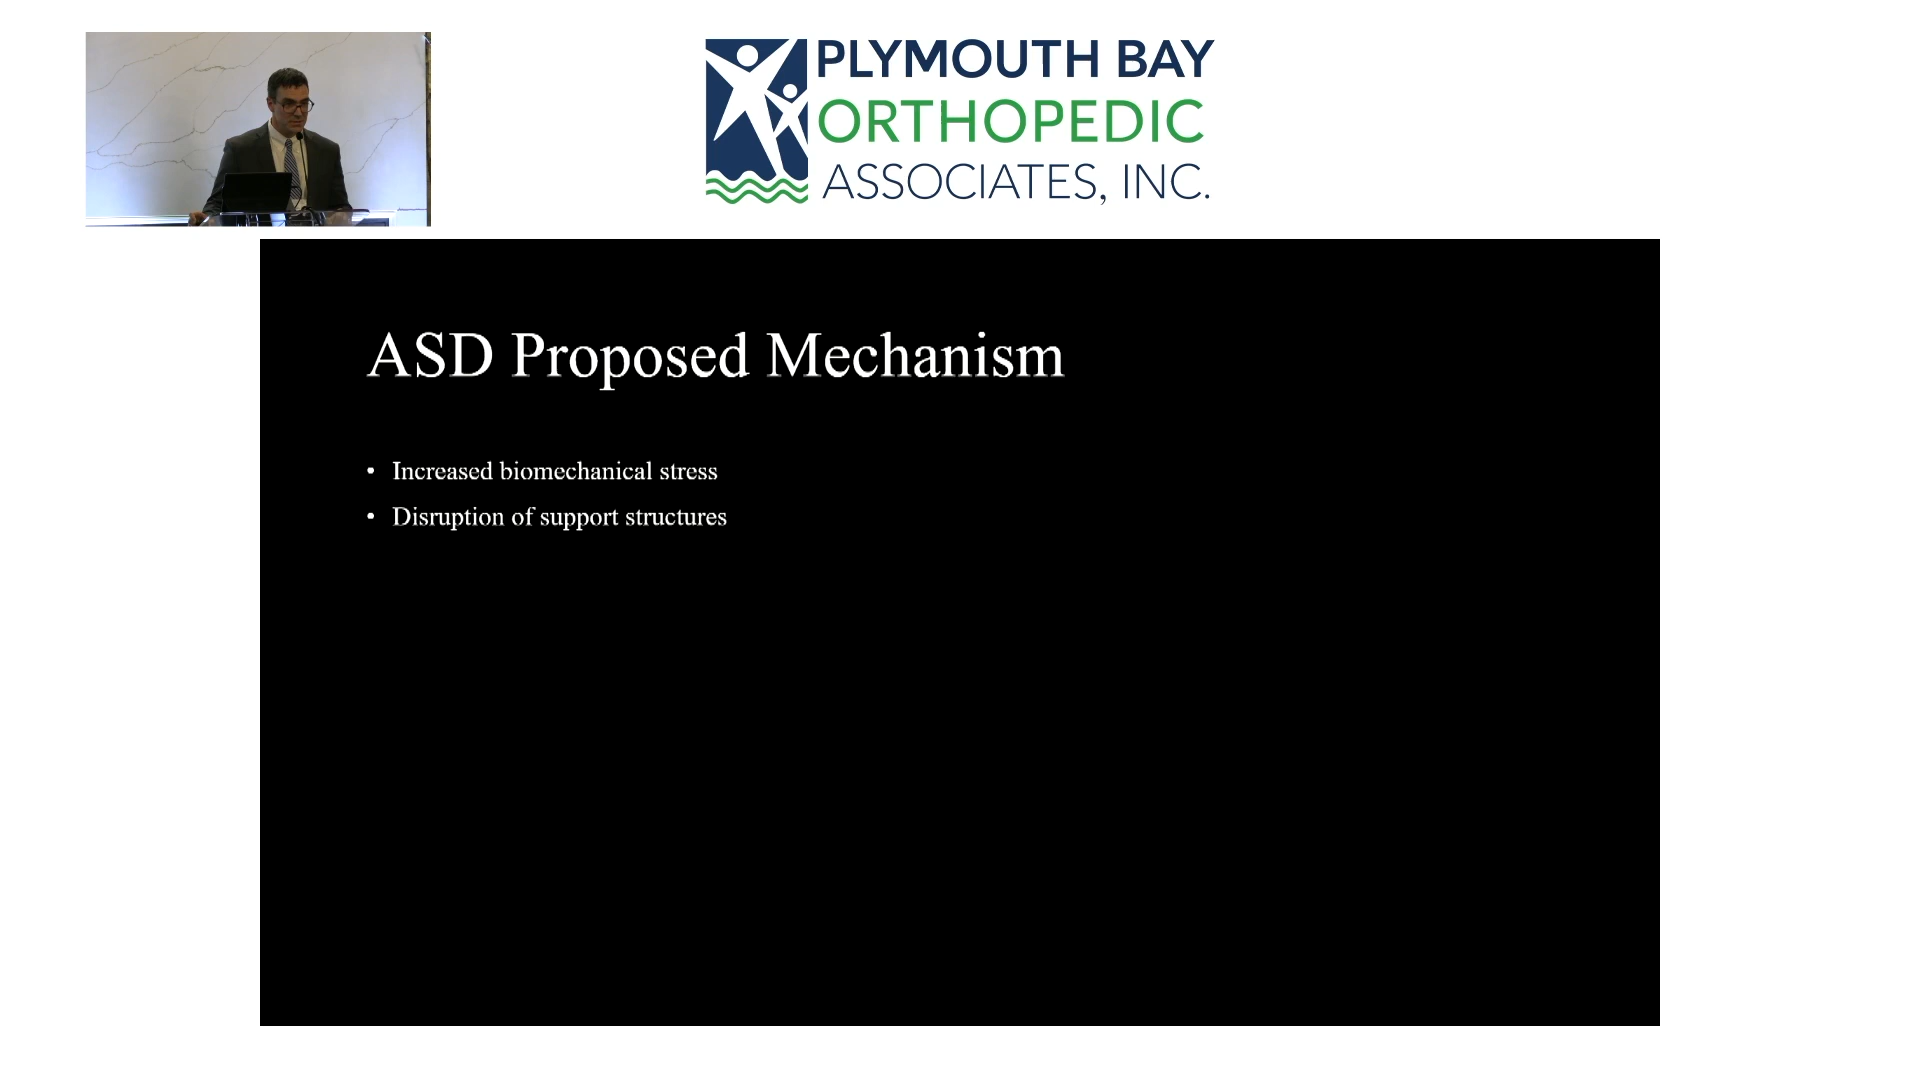 PLYMOUTH BAY
ORTHOPEDIC
ASSOCIATES, INC.
ASD Proposed Mechanism
• Increased biomechanical stress
• Disruption of support structures